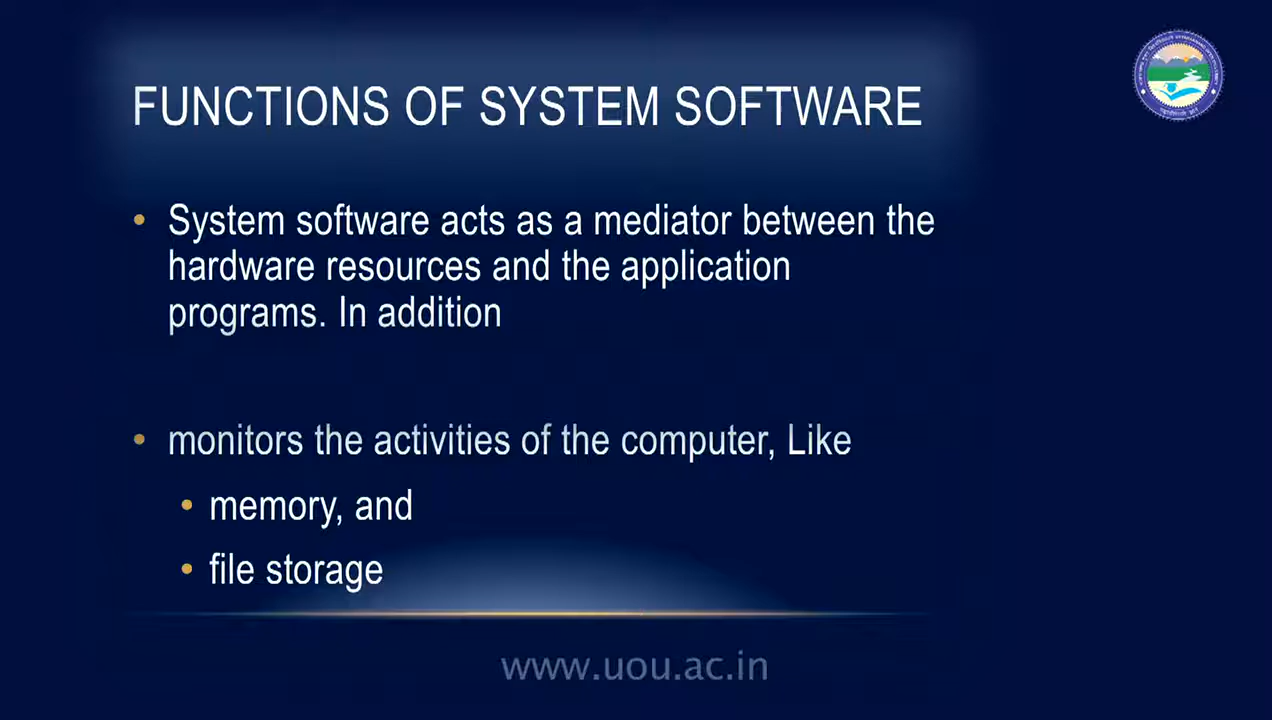 FUNCTIONS OF SYSTEM SOFTWARE
• System software acts as a mediator between the
hardware resources and the application
programs. In addition
• monitors the activities of the computer, Like
• memory, and
• file storage
www.uou.ac.in